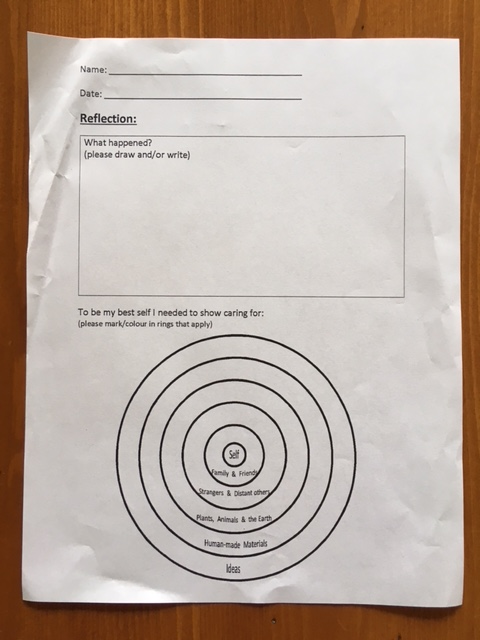 Name:
Date:
Reflection:
What happened?
(please draw and/or write)
To be my best self I needed to show caring for:
(please mark/colour in rings that apply)
Self
Family & Friends
Strangers & Distant others
Plants, Animals & the Earth
Human-made Materials
Ideas